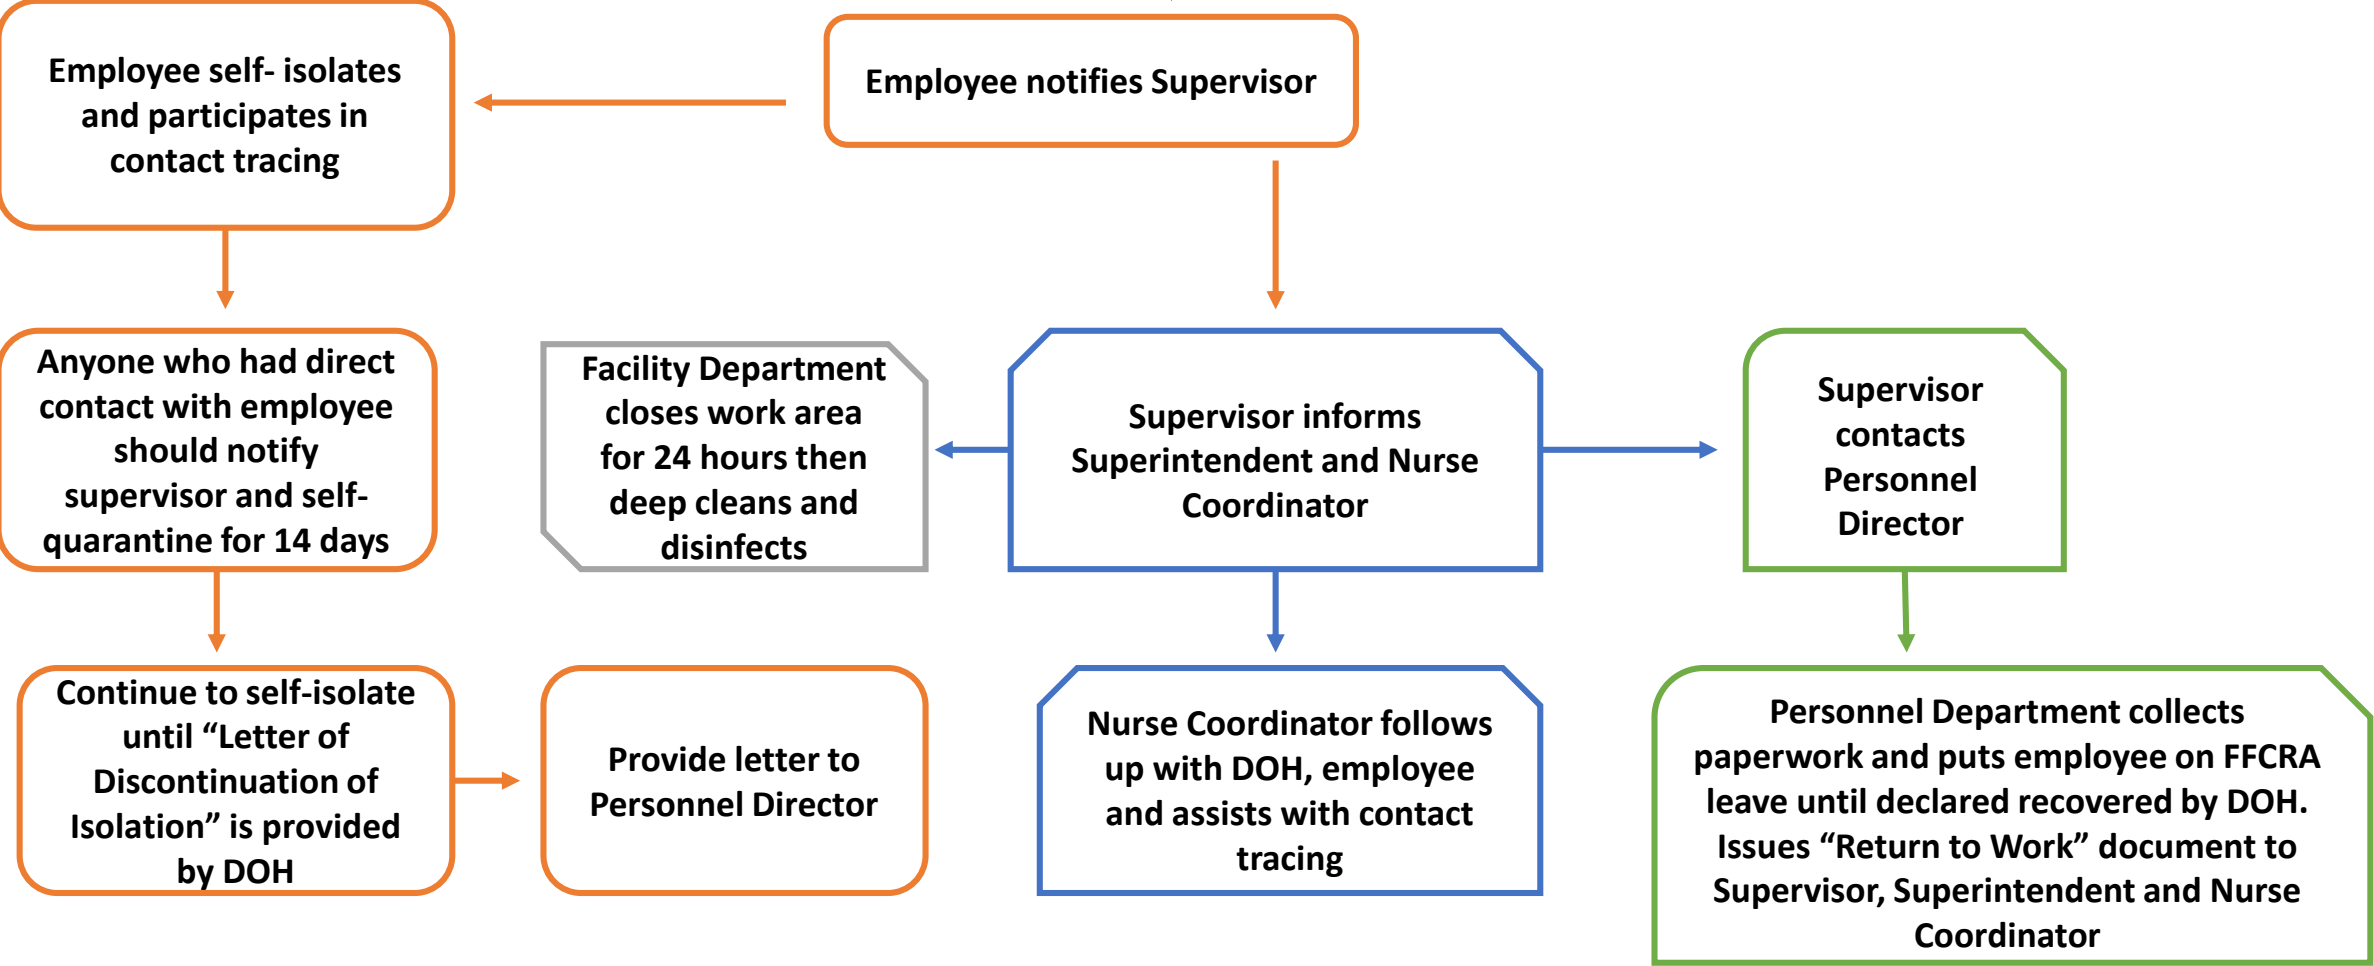 Employee self- isolates
and participates in
contact tracing
Employee notifies Supervisor
Anyone who had direct
contact with employee
should notify
supervisor and self-
quarantine for 14 days
Facility Department
closes work area
for 24 hours then
deep cleans and
disinfects
Supervisor informs
Superintendent and Nurse
Coordinator
Supervisor
contacts
Personnel
Director
Continue to self-isolate
until “Letter of
Discontinuation of
Isolation” is provided
by DOH
Provide letter to
Personnel Director
Nurse Coordinator follows
up with DOH, employee
and assists with contact
tracing
Personnel Department collects
paperwork and puts employee on FFCRA
leave until declared recovered by DOH.
Issues “Return to Work” document to
Supervisor, Superintendent and Nurse
Coordinator